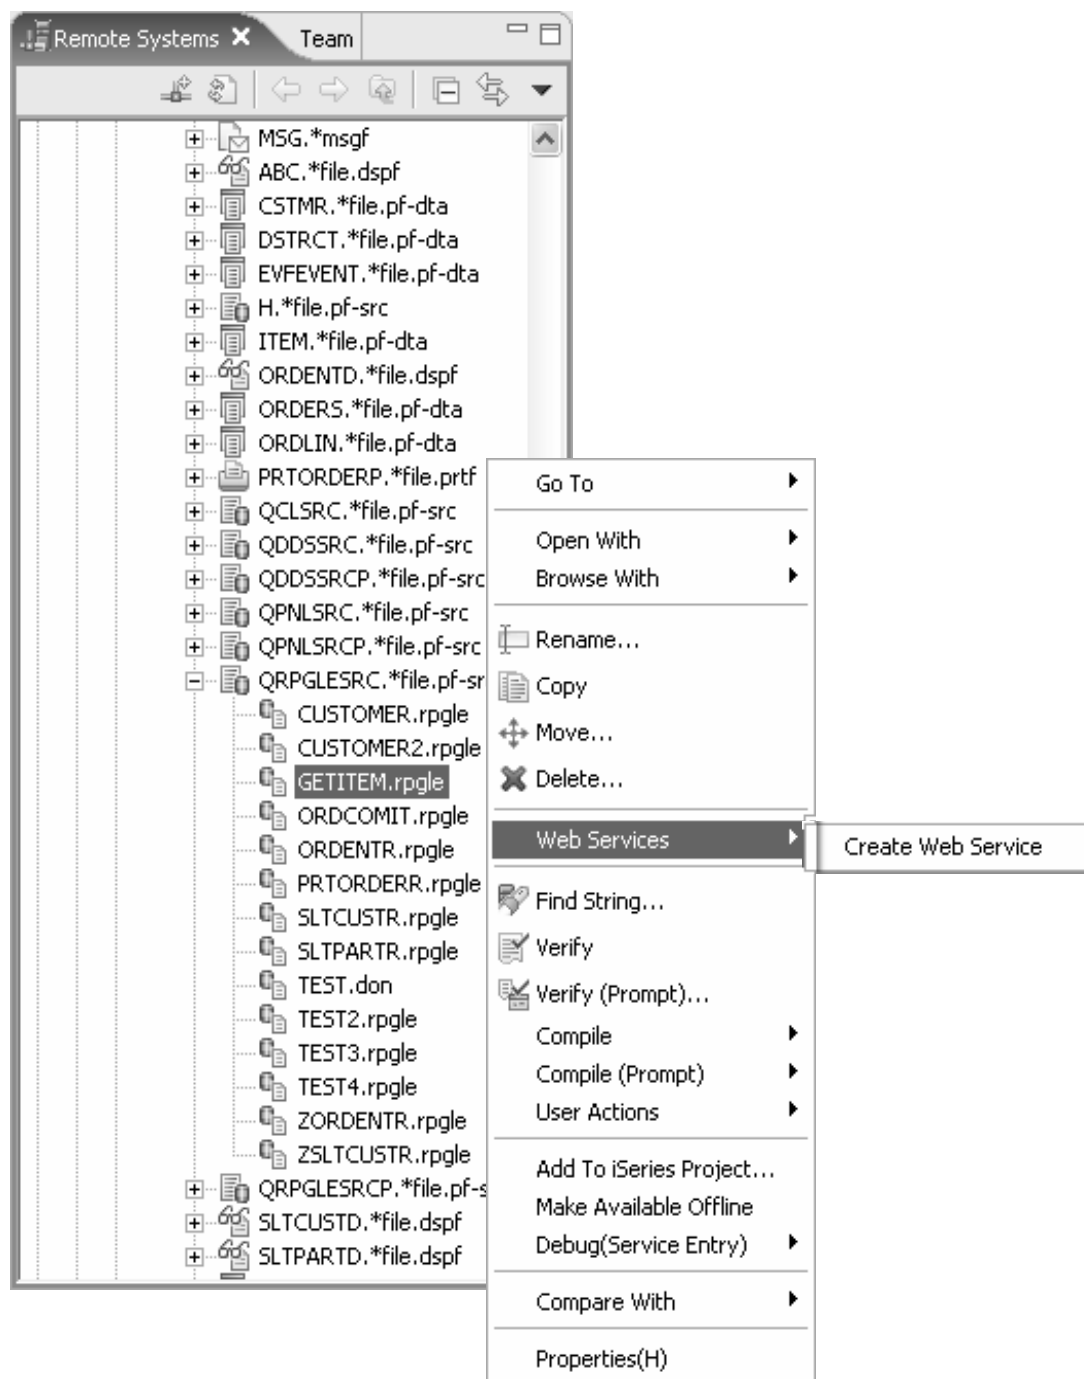 Remote Systems
Team
MSG.*msgf
ABC.*file.dspf
CSTMR.*file.pf-dta
DSTRCT.*file.pf-dta
EVFEVENT.*file.pf-dta
H.*file.pf-src
ITEM.*file.pf-dta
ORDENTD.*file.dspf
ORDERS.*file.pf-dta
ORDLIN.*file.pf-dta
PRTORDERP.*file.prtf
QCLSRC.*file.pf-src
QDDSSRC.*file.pf-src
QDDSSRCP.*file.pf-src
QPNLSRC.*file.pf-src
QPNLSRCP.*file.pf-src
QRPGLESRC.*file.pf-sr
CUSTOMER.rpgle
CUSTOMER2.rpgle
GETITEM.rpgle
ORDCOMIT.rpgle
ORDENTR.rpgle
PRTORDERR.rpgle
SLTCUSTR.rpgle
SLTPARTR.rpgle
TEST.don
TEST2.rpgle
TEST3.rpgle
TEST4.rpgle
ZORDENTR.rpgle
ZSLTCUSTR.rpgle
QRPGLESRCP.*file.pf-s
SLTCUSTD.*file.dspf
SLTPARTD.*file.dspf
Go To
Open With
Browse With
Rename...
Copy
Move...
Delete...
Web Services
Create Web Service
Find String...
Verify
Verify (Prompt)...
Compile
Compile (Prompt)
User Actions
Add To iSeries Project...
Make Available Offline
Debug(Service Entry)
Compare With
Properties(H)